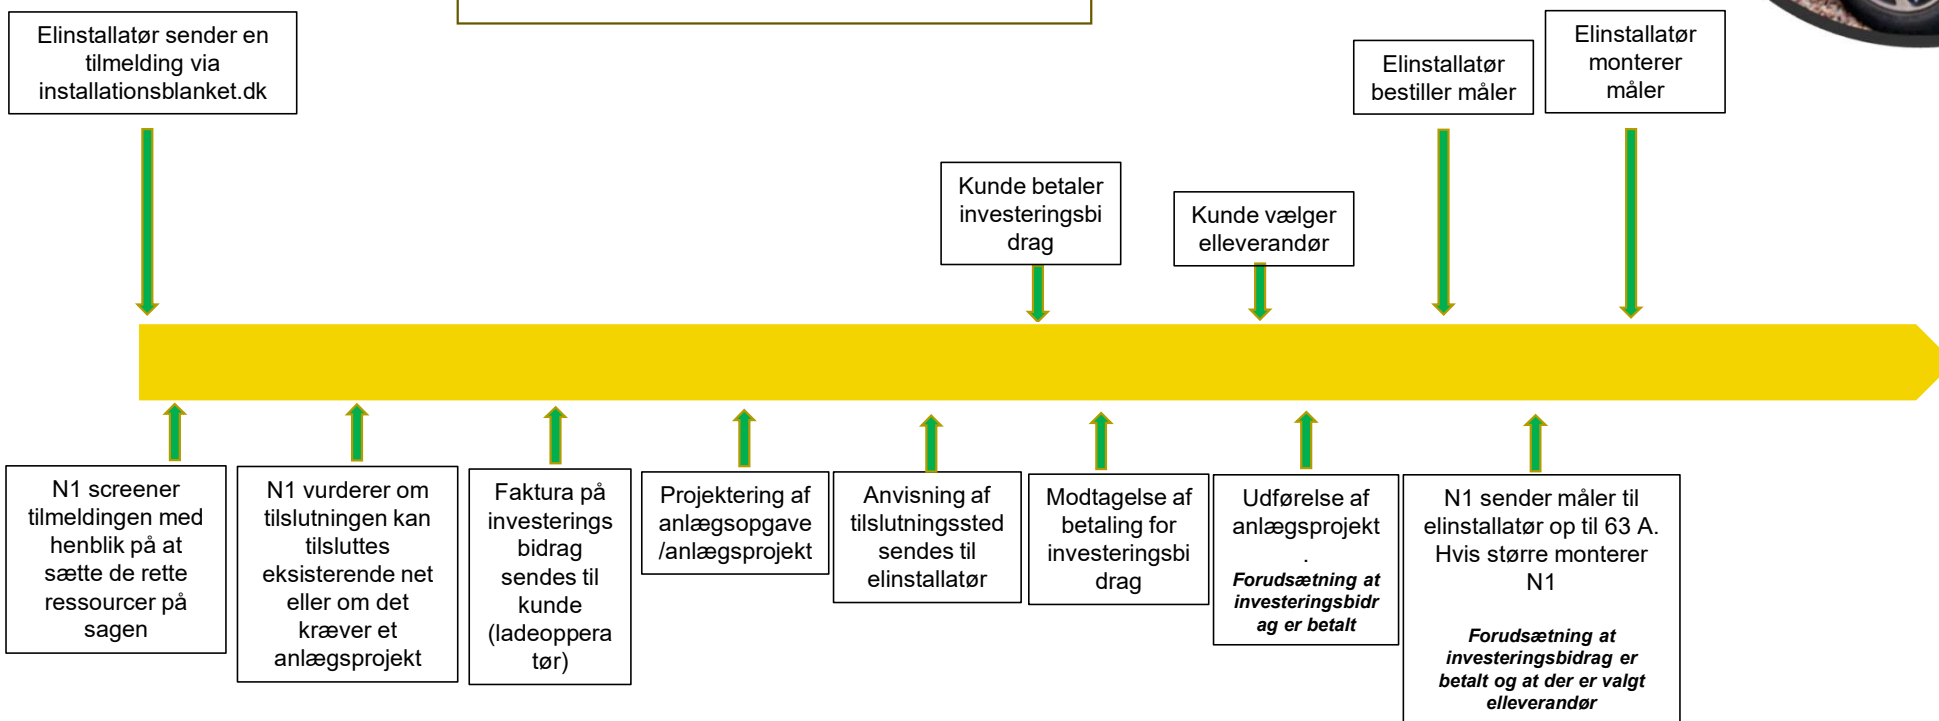 Elinstallatør sender en
tilmelding via
installationsblanket.dk
Kunde betaler
investeringsbi
drag
Kunde vælger
elleverandør
Elinstallatør
bestiller måler
Elinstallatør
monterer
måler
N1 screener
tilmeldingen med
henblik på at
sætte de rette
ressourcer på
sagen
N1 vurderer om
tilslutningen kan
tilsluttes
eksisterende net
eller om det
kræver et
anlægsprojekt
Faktura på
investerings
bidrag
sendes til
kunde
(ladeoppera
tør)
Projektering af
anlægsopgave
/anlægsprojekt
Anvisning af
tilslutningssted
sendes til
elinstallatør
Modtagelse af
betaling for
investeringsbi
drag
Udførelse af
anlægsprojekt
.
Forudsætning at
investeringsbidr
ag er betalt
N1 sender måler til
elinstallatør op til 63 A.
Hvis større monterer
N1
Forudsætning at
investeringsbidrag er
betalt og at der er valgt
elleverandør